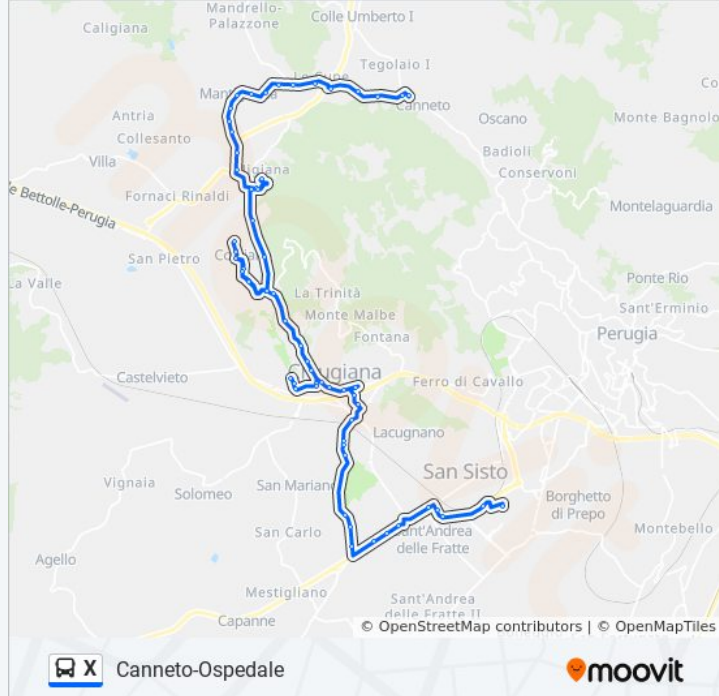 Mandrello-
Palazzone
Colle Umberto I
Caligiana
Tegolaio I
Canneto
Antria
Oscano
Monte Bagnolo
Collesanto
Badioli
Villa
Conservoni
Fornaci Rinaldi
Montelaguardia
Bettolle-Perugia
San Pietro
La Valle
La Trinità
Ponte Rio
Sant'Erminio
Monte Malbe
Fontana
Perugia
Castelvieto
Ferro di Cavallo
Lacugnano
San Sisto
Vignaia
Solomeo
San Mariano
Borghetto
di Prepo
San Carlo
Sant'Andrea
delle Fratte
Montebello
Agello
Mestigliano
Sant'Andrea
delle Fratte II
Capanne
© OpenStreetMap contributors | © OpenMapTiles
X Canneto-Ospedale
moovit